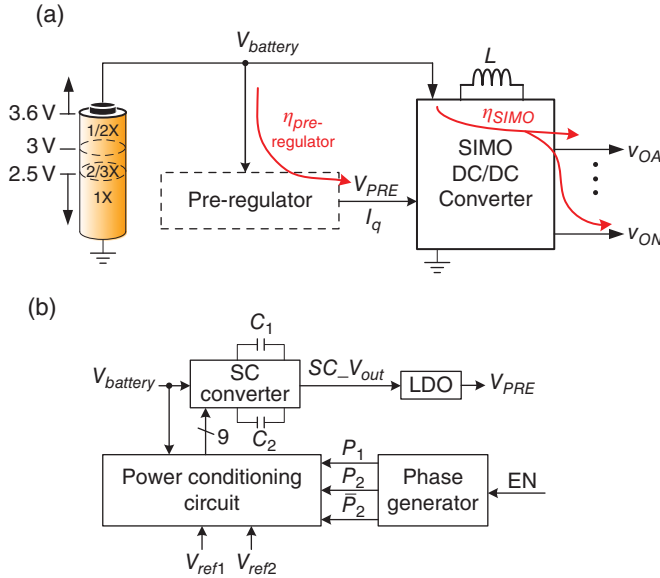 (a)
V_battery
L
3.6 V
1/2X
3 V
2.5 V
2/3X
1X
η_pre-
regulator
Pre-regulator
V_PRE
I_q
η_SIMO
SIMO
DC/DC
Converter
v_OA
v_ON
(b)
C_1
V_battery
SC
converter
SC_V_out
LDO
V_PRE
9
C_2
Power conditioning
circuit
P_1
P_2
P̅_2
Phase
generator
EN
V_ref1
V_ref2